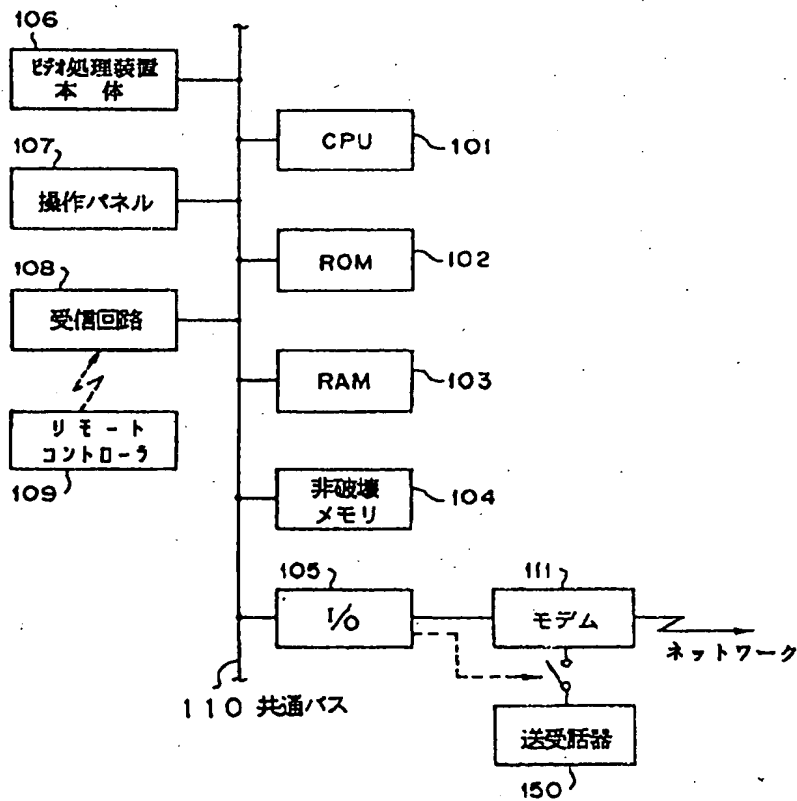 106
ビデオ処理装置
本 体
CPU
101
107
操作パネル
ROM
102
108
受信回路
RAM
103
リモート
コントローラ
109
非破壊
メモリ
104
105
I/O
111
モデム
ネットワーク
110 共通バス
送受話器
150